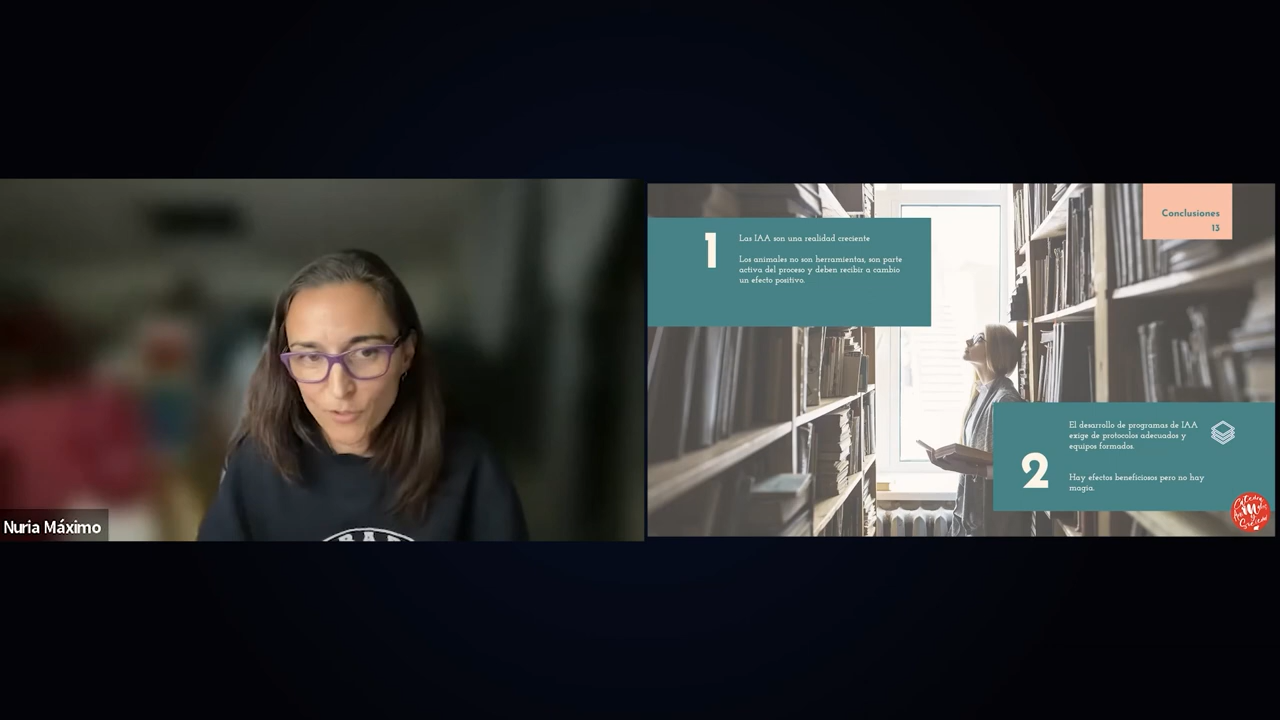 Nuria Máximo
Conclusiones
13
1
Las IAA son una realidad creciente
Los animales no son herramientas, son parte
activa del proceso y deben recibir a cambio
un efecto positivo.
2
El desarrollo de programas de IAA
exige de protocolos adecuados y
equipos formados.
Hay efectos beneficiosos pero no hay
magia.